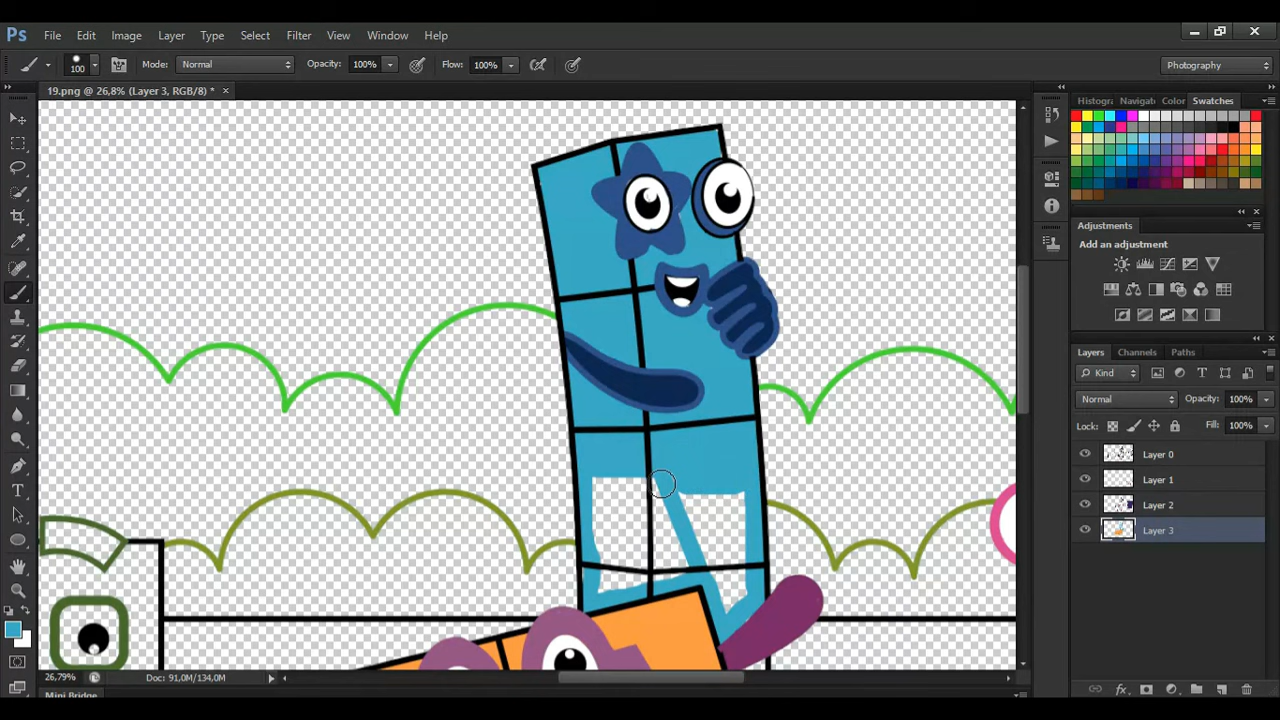 Ps File Edit Image Layer Type Select Filter View Window Help
100 Mode: Normal Opacity: 100% Flow: 100% Photography
19.png @ 26,8% (Layer 3, RGB/8) * x
Histogra Navigat Color Swatches
Adjustments
Add an adjustment
Layers Channels Paths
Kind
Normal Opacity: 100%
Lock: Fill: 100%
Layer 0
Layer 1
Layer 2
Layer 3
fx
26,79% Doc: 91,0M/134,0M
Mini Bridge